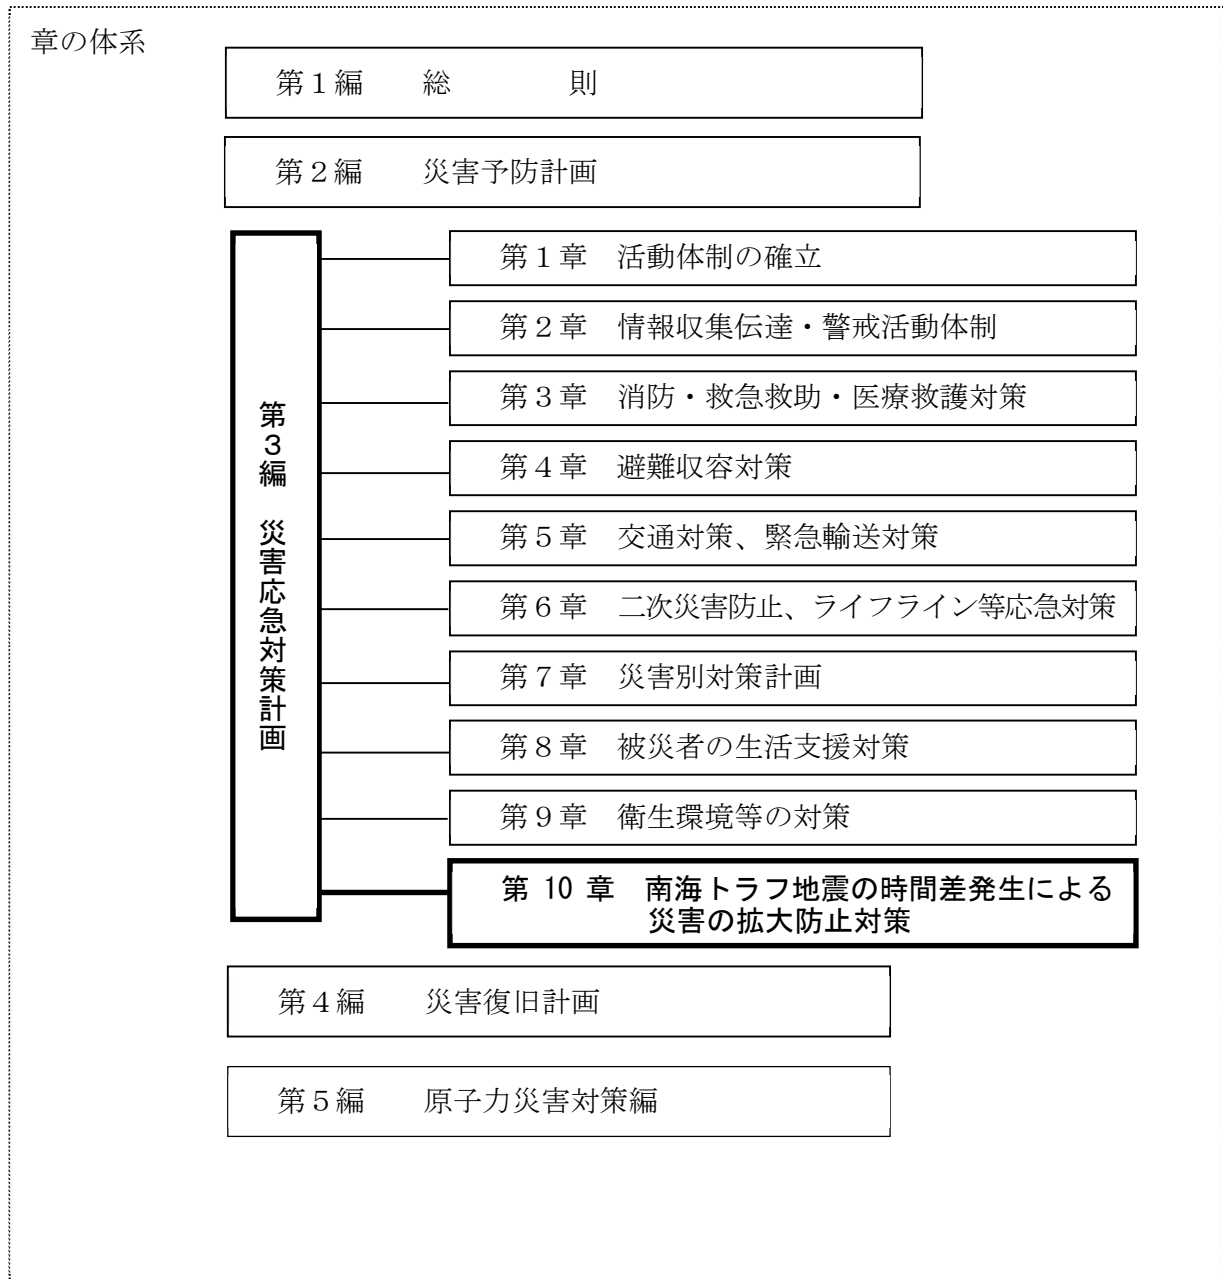 章の体系
第１編　総　　　則
第２編　災害予防計画
第３編　災害応急対策計画
第１章　活動体制の確立
第２章　情報収集伝達・警戒活動体制
第３章　消防・救急救助・医療救護対策
第４章　避難収容対策
第５章　交通対策、緊急輸送対策
第６章　二次災害防止、ライフライン等応急対策
第７章　災害別対策計画
第８章　被災者の生活支援対策
第９章　衛生環境等の対策
第 10 章　南海トラフ地震の時間差発生による
災害の拡大防止対策
第４編　災害復旧計画
第５編　原子力災害対策編